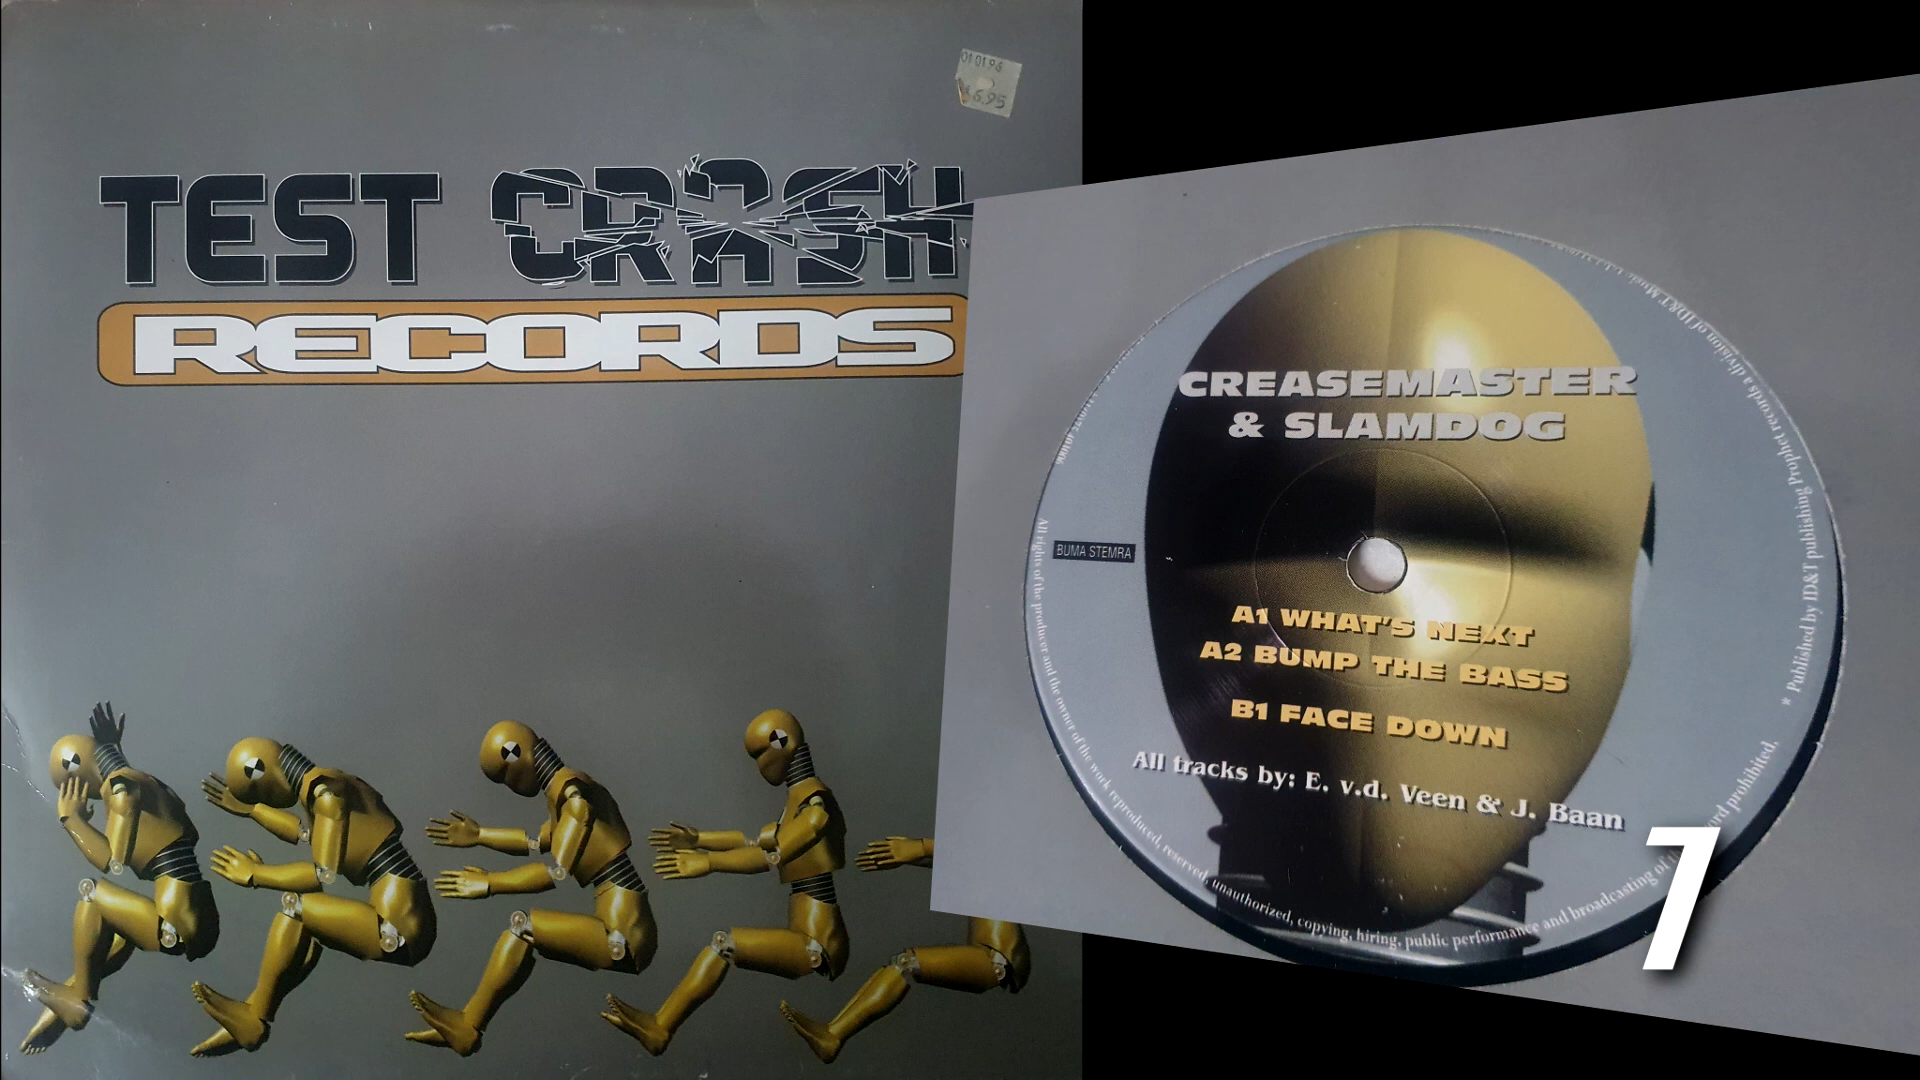 01 01 96
6.95
TEST CRASH
RECORDS
CREASEMASTER
& SLAMDOG
BUMA STEMRA
A1 WHAT'S NEXT
A2 BUMP THE BASS
B1 FACE DOWN
All tracks by: E. v.d. Veen & J. Baan
All rights of the producer and the owner of the work reproduced, reserved, unauthorized, copying, hiring, public performance and broadcasting of prohibited.
* Published by ID&T publishing Prophet records a division of ID&T Music
7